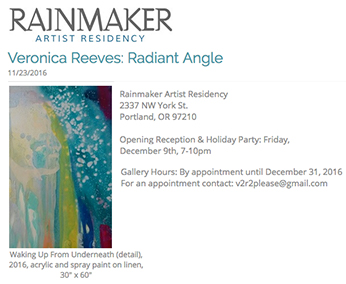 RAINMAKER
ARTIST RESIDENCY
Veronica Reeves: Radiant Angle
11/23/2016
Rainmaker Artist Residency
2337 NW York St.
Portland, OR 97210
Opening Reception & Holiday Party: Friday,
December 9th, 7-10pm
Gallery Hours: By appointment until December 31, 2016
For an appointment contact: v2r2please@gmail.com
Waking Up From Underneath (detail),
2016, acrylic and spray paint on linen,
30" x 60"